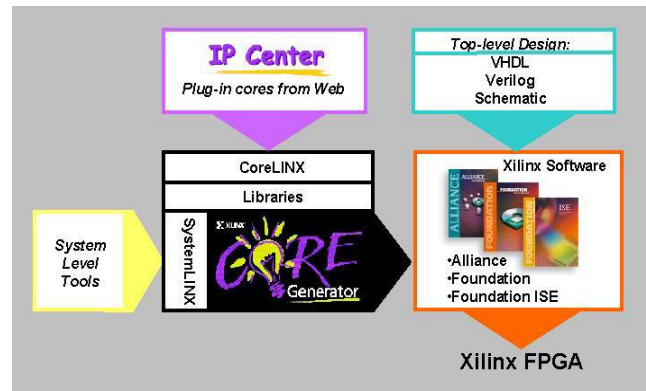 IP Center
Plug-in cores from Web
Top-level Design:
VHDL
Verilog
Schematic
CoreLINX
Libraries
System
Level
Tools
SystemLINX
XILINX
CORE
Generator
Xilinx Software
ALLIANCE
ALLIANCE
FOUNDATION
FOUNDATION
ISE
•Alliance
•Foundation
•Foundation ISE
Xilinx FPGA